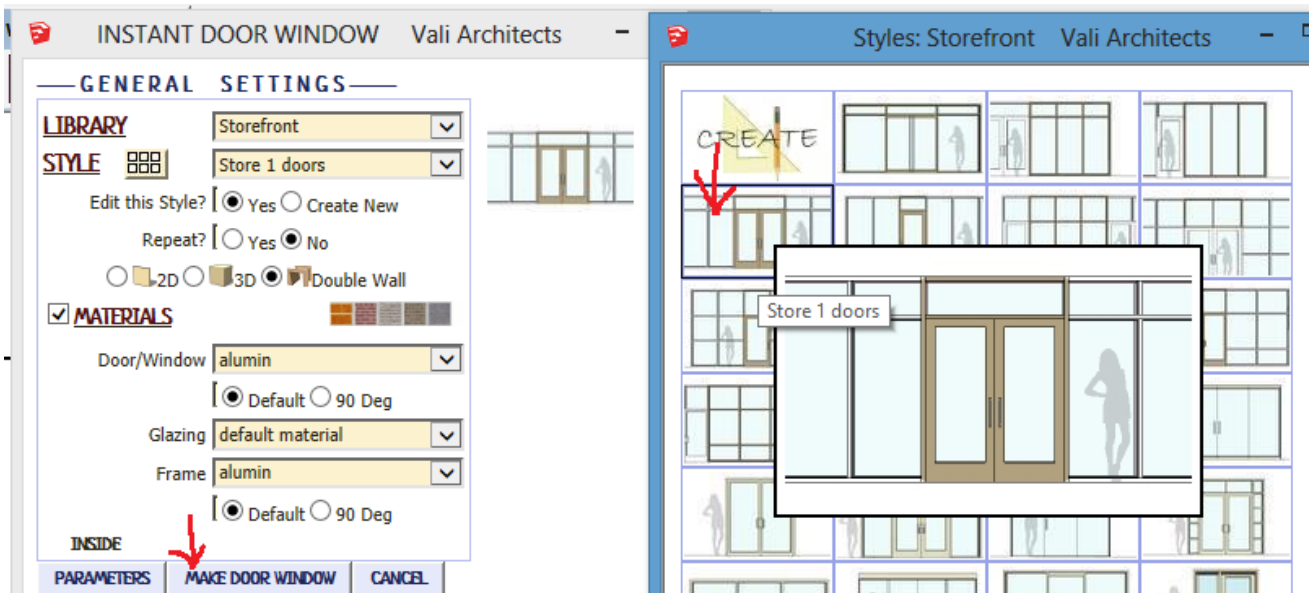 INSTANT DOOR WINDOW Vali Architects
GENERAL SETTINGS
LIBRARY Storefront
STYLE Store 1 doors
Edit this Style? Yes Create New
Repeat? Yes No
2D 3D Double Wall
MATERIALS
Door/Window alumin
Default 90 Deg
Glazing default material
Frame alumin
Default 90 Deg
INSIDE
PARAMETERS MAKE DOOR WINDOW CANCEL
Styles: Storefront Vali Architects
CREATE
Store 1 doors